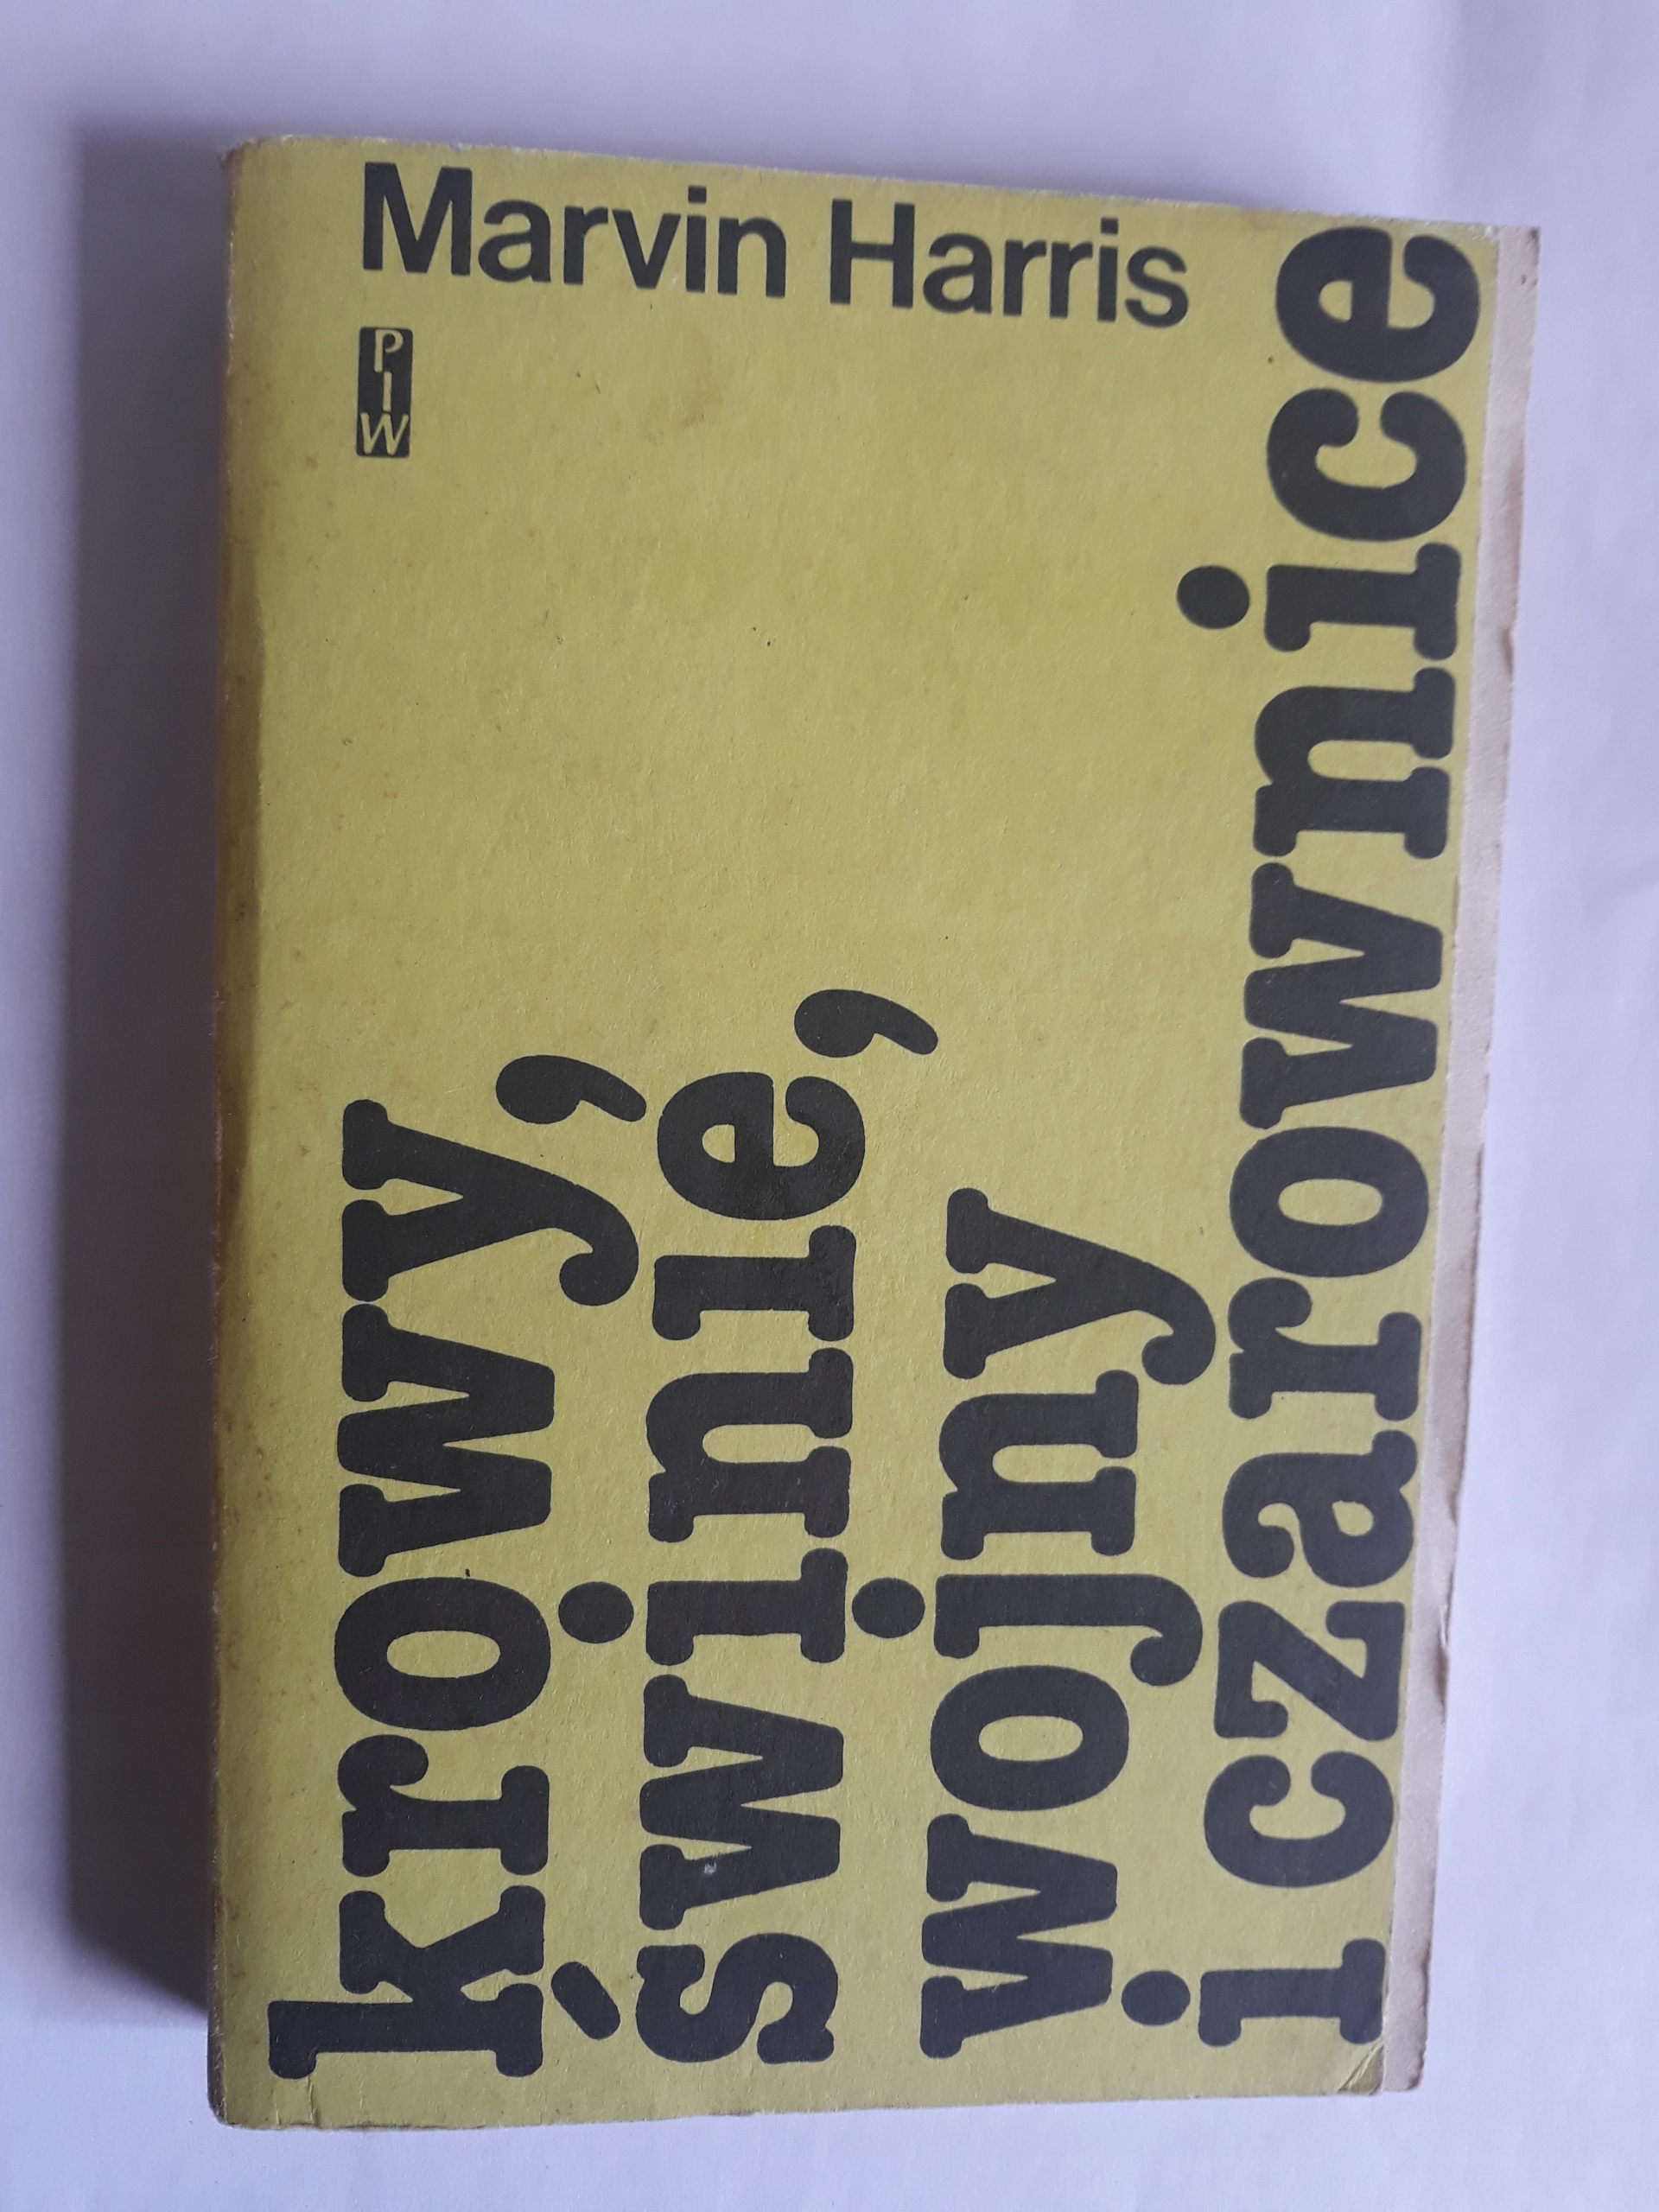 Marvin Harris
PIW
krowy,
świnie,
wojny
i czarownice